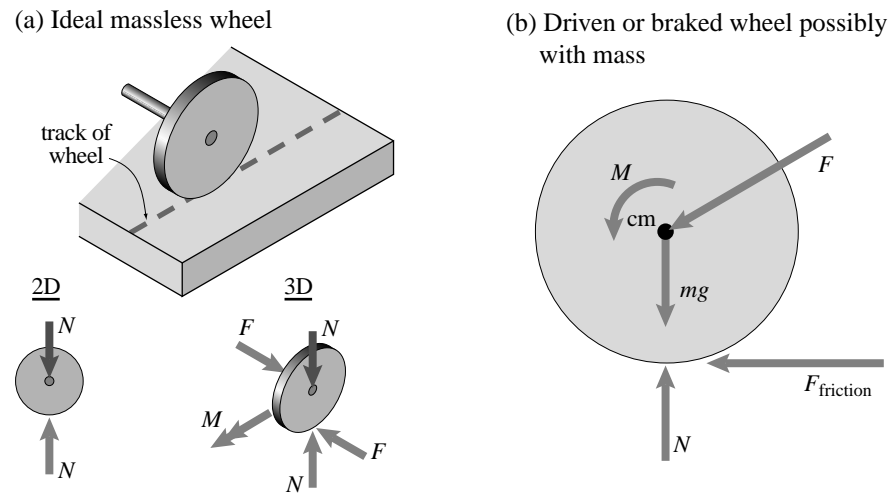 (a) Ideal massless wheel
track of
wheel
2D
N
N
3D
F
N
M
F
N
(b) Driven or braked wheel possibly
with mass
M
F
cm
mg
Ffriction
N